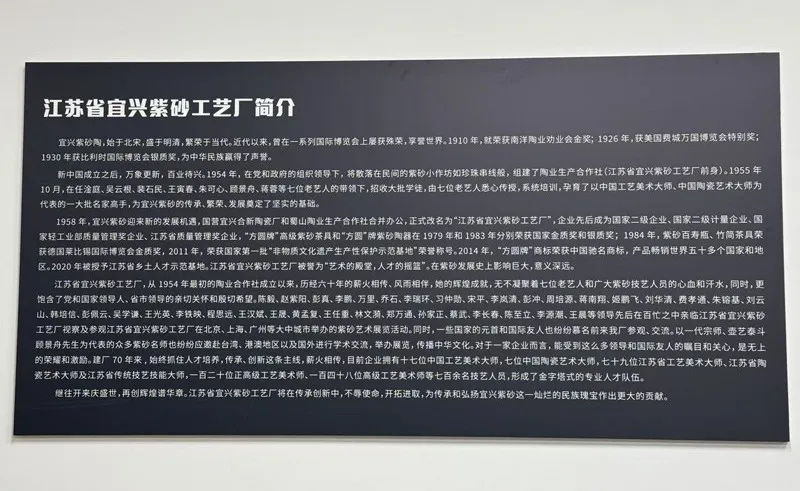 江苏省宜兴紫砂工艺厂简介
宜兴紫砂陶,始于北宋,盛于明清,繁荣于当代。近代以来,曾在一系列国际博览会上屡获殊荣,享誉世界。1910年,就荣获南洋陶业劝业会金奖;1926年,获美国费城万国博览会特别奖;
1930年获比利时国际博览会银质奖,为中华民族赢得了声誉。
新中国成立之后,万象更新,百业待兴。1954年,在党和政府的组织领导下,将散落在民间的紫砂小作坊如珍珠串线般,组建了陶业生产合作社(江苏省宜兴紫砂工艺厂前身)。1955年
10月,在任淦庭、吴云根、裴石民、王寅春、朱可心、顾景舟、蒋蓉等七位老艺人的带领下,招收大批学徒,由七位老艺人悉心传授,系统培训,孕育了以中国工艺美术大师、中国陶瓷艺术大师为
代表的一大批名家高手,为宜兴紫砂的传承、繁荣、发展奠定了坚实的基础。
1958年,宜兴紫砂迎来新的发展机遇,国营宜兴合新陶瓷厂和蜀山陶业生产合作社合并办公,正式改名为“江苏省宜兴紫砂工艺厂”,企业先后成为国家二级企业、国家二级计量企业、国
家轻工业部质量管理奖企业、江苏省质量管理奖企业,“方圆牌”高级紫砂茶具和“方圆”牌紫砂陶器在1979年和1983年分别荣获国家金质奖和银质奖;1984年,紫砂百寿瓶、竹简茶具荣
获德国莱比锡国际博览会金质奖,2011年,荣获国家第一批“非物质文化遗产生产性保护示范基地”荣誉称号。2014年,“方圆牌”商标荣获中国驰名商标,产品畅销世界五十多个国家和地
区。2020年被授予江苏省乡土人才示范基地。江苏省宜兴紫砂工艺厂被誉为“艺术的殿堂,人才的摇篮”。在紫砂发展史上影响巨大,意义深远。
江苏省宜兴紫砂工艺厂,从1954年最初的陶业合作社成立以来,历经六十年的薪火相传、风雨相伴,她的辉煌成就,无不凝聚着七位老艺人和广大紫砂技艺人员的心血和汗水,同时,更
饱含了党和国家领导人、省市领导的亲切关怀和殷切希望。陈毅、赵紫阳、彭真、李鹏、万里、乔石、李瑞环、习仲勋、宋平、李岚清、彭冲、周培源、蒋南翔、姬鹏飞、刘华清、费孝通、朱镕基、刘云
山、韩培信、彭佩云、吴学谦、王光英、李铁映、程思远、王汉斌、王晟、黄孟复、王任重、林文漪、郑万通、孙家正、蔡武、李长春、陈至立、李源潮、王晨等领导先后在百忙之中亲临江苏省宜兴紫砂工
艺厂视察及参观江苏省宜兴紫砂工艺厂在北京、上海、广州等大中城市举办的紫砂艺术展览活动。同时,一些国家的元首和国际友人也纷纷慕名前来我厂参观、交流。以一代宗师、壶艺泰斗
顾景舟先生为代表的众多紫砂名师也纷纷应邀赴台湾、港澳地区以及国外进行学术交流,举办展览,传播中华文化。对于一家企业而言,能受到这么多领导和国际友人的瞩目和关心,是无上
的荣耀和激励。建厂70年来,始终抓住人才培养,传承、创新这条主线,薪火相传,目前企业拥有十七位中国工艺美术大师,七位中国陶瓷艺术大师,七十九位江苏省工艺美术大师、江苏省陶
瓷艺术大师及江苏省传统技艺技能大师,一百二十位正高级工艺美术师、一百四十八位高级工艺美术师等七百余名技艺人员,形成了金字塔式的专业人才队伍。
继往开来庆盛世,再创辉煌谱华章。江苏省宜兴紫砂工艺厂将在传承创新中,不辱使命,开拓进取,为传承和弘扬宜兴紫砂这一灿烂的民族瑰宝作出更大的贡献。